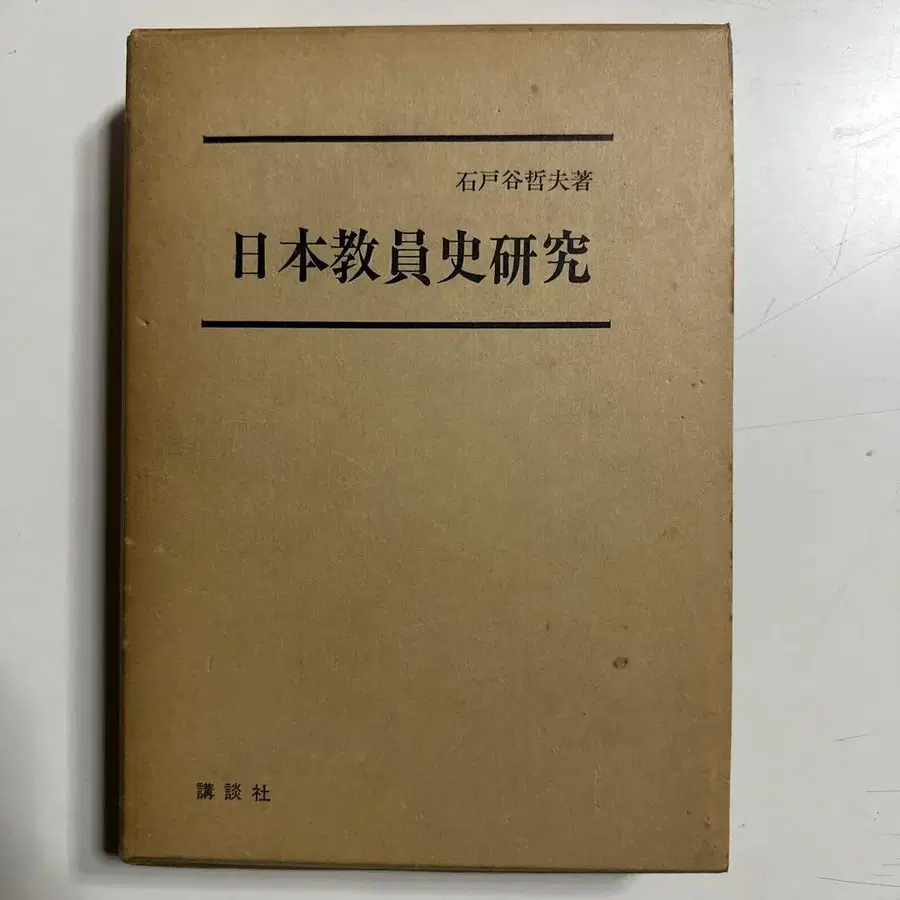 石戸谷哲夫著
日本教員史研究
講談社